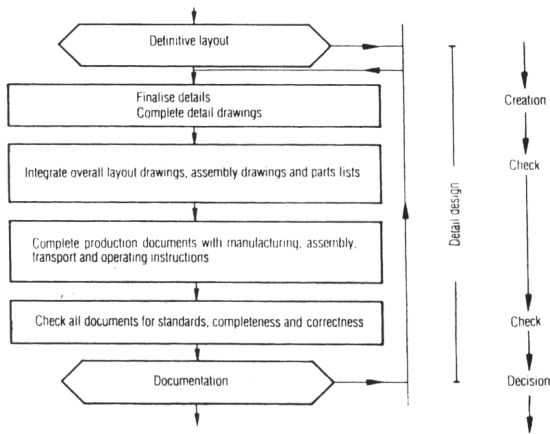 Definitive layout
Finalise details
Complete detail drawings
Creation
Integrate overall layout drawings, assembly drawings and parts lists
Check
Detail design
Complete production documents with manufacturing, assembly,
transport and operating instructions
Check all documents for standards, completeness and correctness
Check
Documentation
Decision